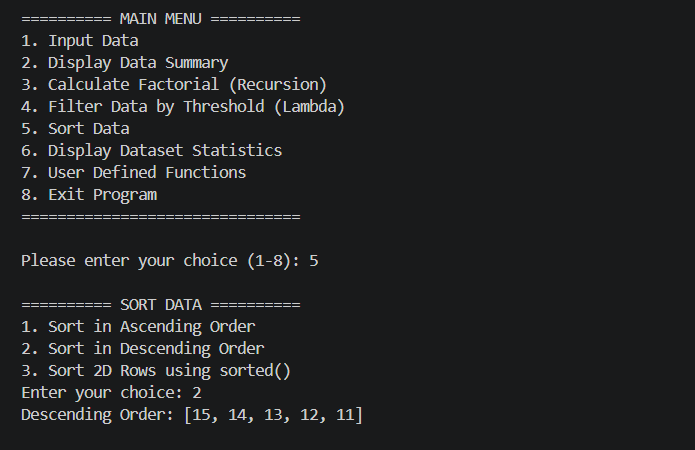 ========== MAIN MENU ==========
1. Input Data
2. Display Data Summary
3. Calculate Factorial (Recursion)
4. Filter Data by Threshold (Lambda)
5. Sort Data
6. Display Dataset Statistics
7. User Defined Functions
8. Exit Program
===============================
Please enter your choice (1-8): 5
========== SORT DATA ==========
1. Sort in Ascending Order
2. Sort in Descending Order
3. Sort 2D Rows using sorted()
Enter your choice: 2
Descending Order: [15, 14, 13, 12, 11]